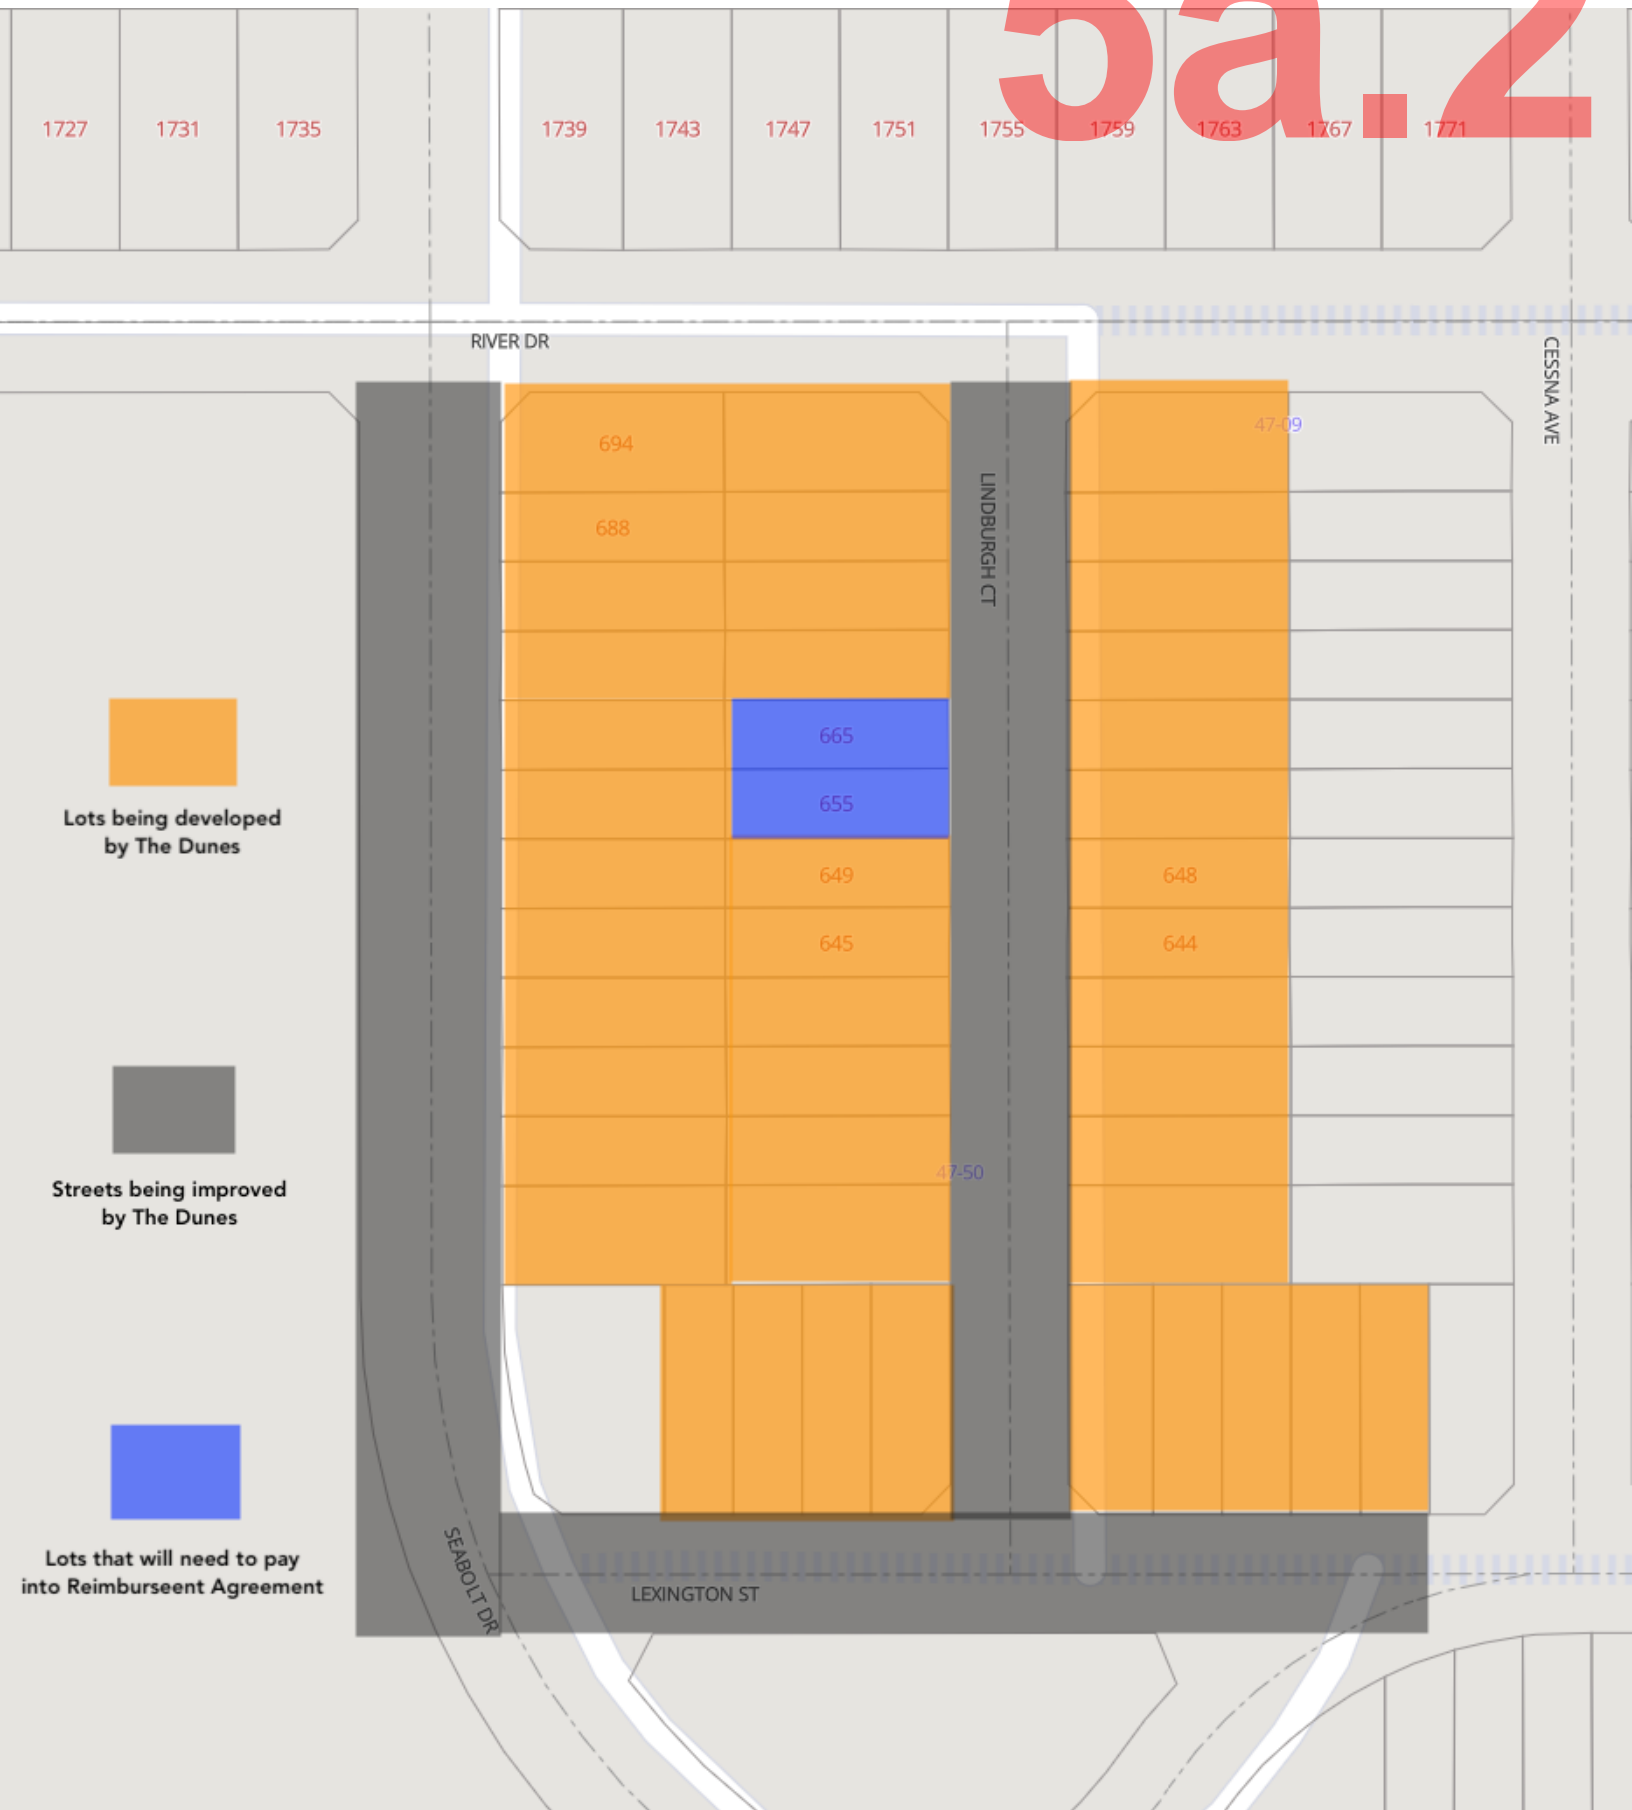 5a.2
1727 1731 1735 1739 1743 1747 1751 1755 1759 1763 1767 1771
RIVER DR
CESSNA AVE
47-09
694
688
LINDBURGH CT
665
655
Lots being developed
by The Dunes
649 648
645 644
47-50
Streets being improved
by The Dunes
Lots that will need to pay
into Reimburseent Agreement
SEABOLT DR
LEXINGTON ST